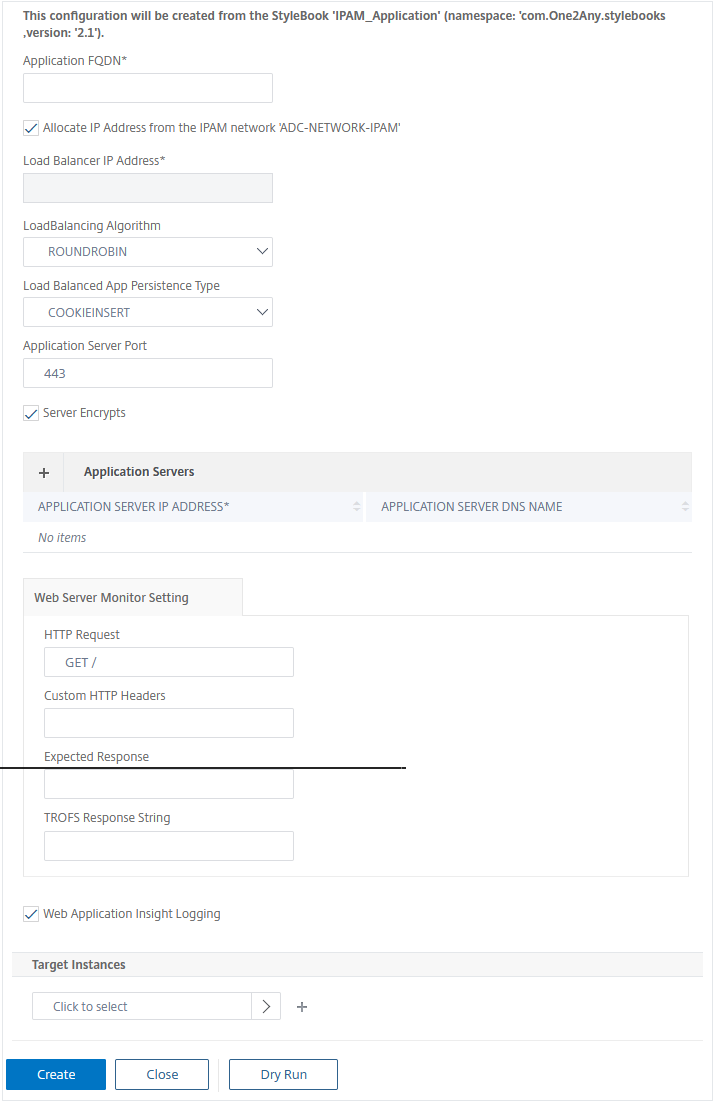 This configuration will be created from the StyleBook 'IPAM_Application' (namespace: 'com.One2Any.stylebooks
,version: '2.1').
Application FQDN*
Allocate IP Address from the IPAM network 'ADC-NETWORK-IPAM'
Load Balancer IP Address*
LoadBalancing Algorithm
ROUNDROBIN
Load Balanced App Persistence Type
COOKIEINSERT
Application Server Port
443
Server Encrypts
+ Application Servers
APPLICATION SERVER IP ADDRESS* APPLICATION SERVER DNS NAME
No items
Web Server Monitor Setting
HTTP Request
GET /
Custom HTTP Headers
Expected Response
TROFS Response String
Web Application Insight Logging
Target Instances
Click to select > +
Create Close Dry Run